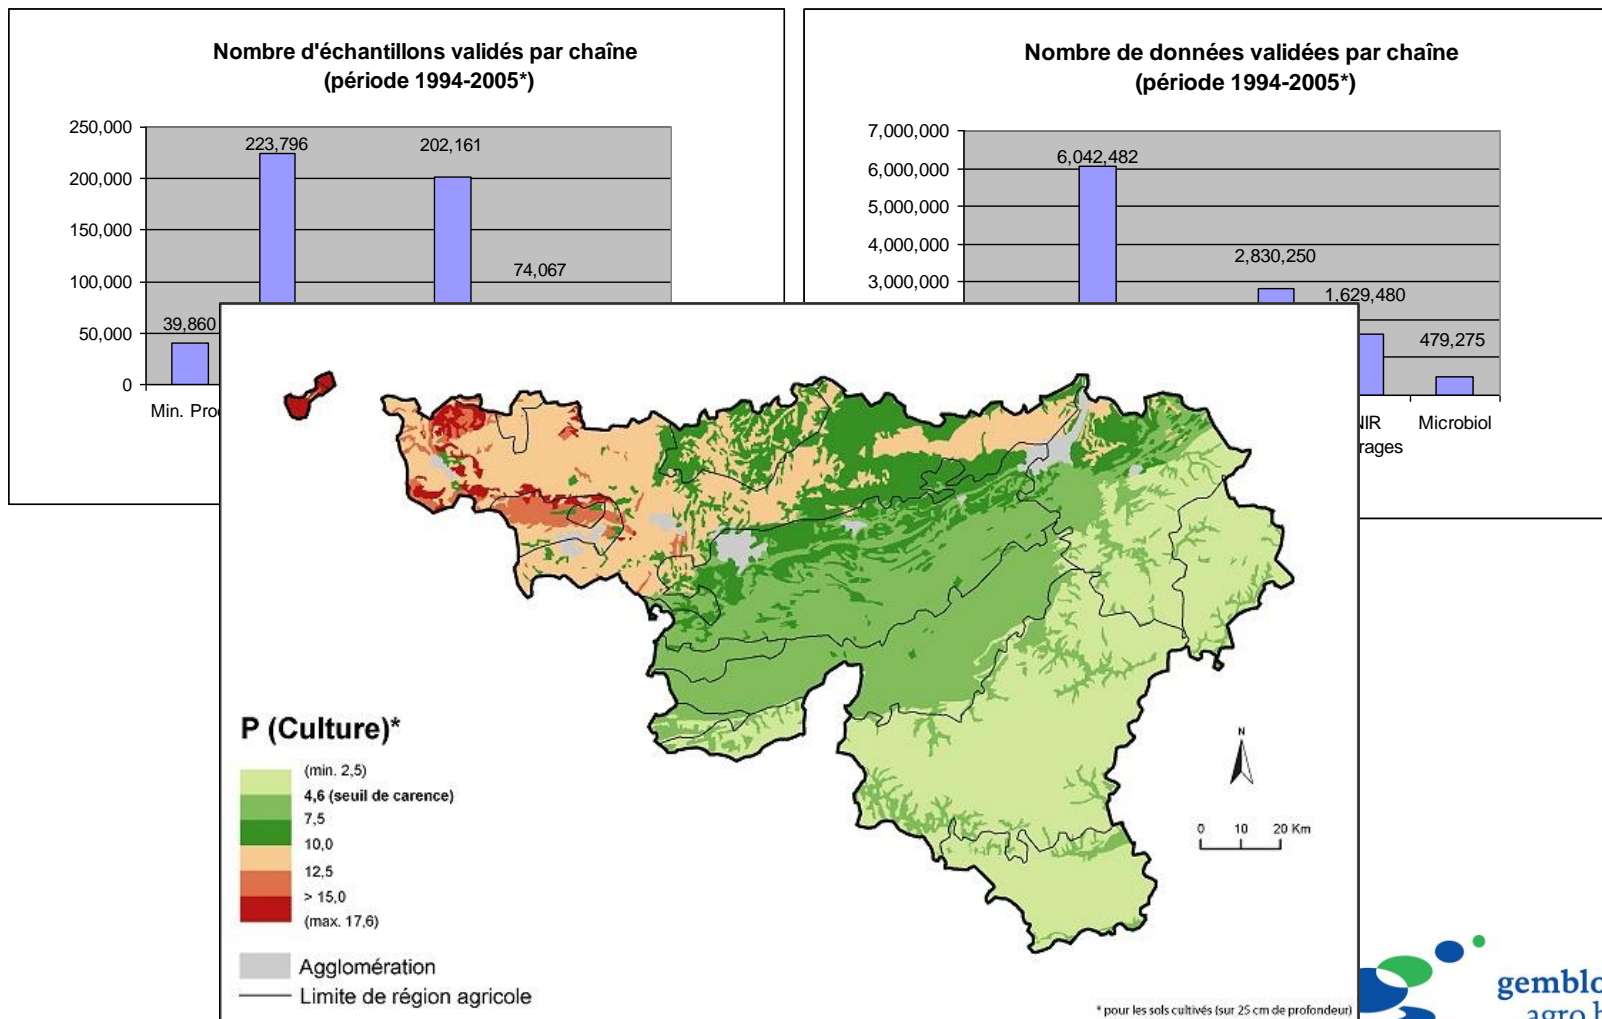 Nombre d'échantillons validés par chaîne
(période 1994-2005*)
250,000
200,000
150,000
100,000
50,000
0
223,796
202,161
74,067
39,860
Min.
Nombre de données validées par chaîne
(période 1994-2005*)
7,000,000
6,000,000
5,000,000
4,000,000
3,000,000
6,042,482
2,830,250
1,629,480
479,275
NIR
Microbiol
P (Culture)*
(min. 2,5)
4,6 (seuil de carence)
7,5
10,0
12,5
> 15,0
(max. 17,6)
Agglomération
Limite de région agricole
N
0 10 20 Km
* pour les sols cultivés (sur 25 cm de profondeur)
agro